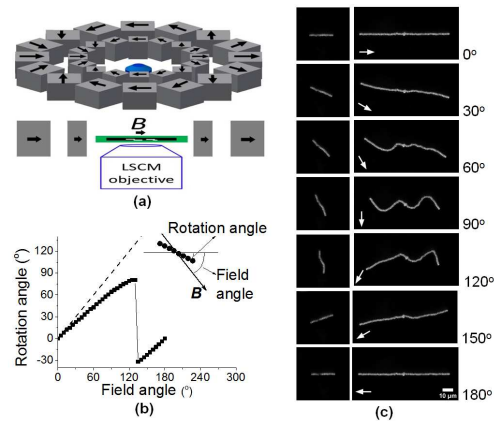 B
LSCM
objective
(a)
Rotation angle (°)
120
90
60
30
0
-30
0 60 120 180 240 300
Field angle (°)
Rotation angle
Field
angle
B
(b)
0°
30°
60°
90°
120°
150°
180°
10 µm
(c)